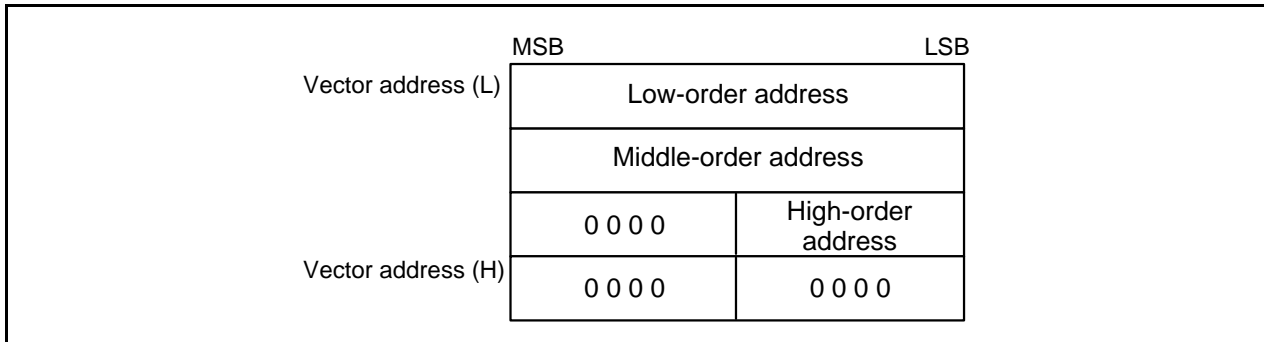 MSB LSB
Vector address (L) Low-order address
Middle-order address
0 0 0 0 High-order
address
Vector address (H) 0 0 0 0 0 0 0 0